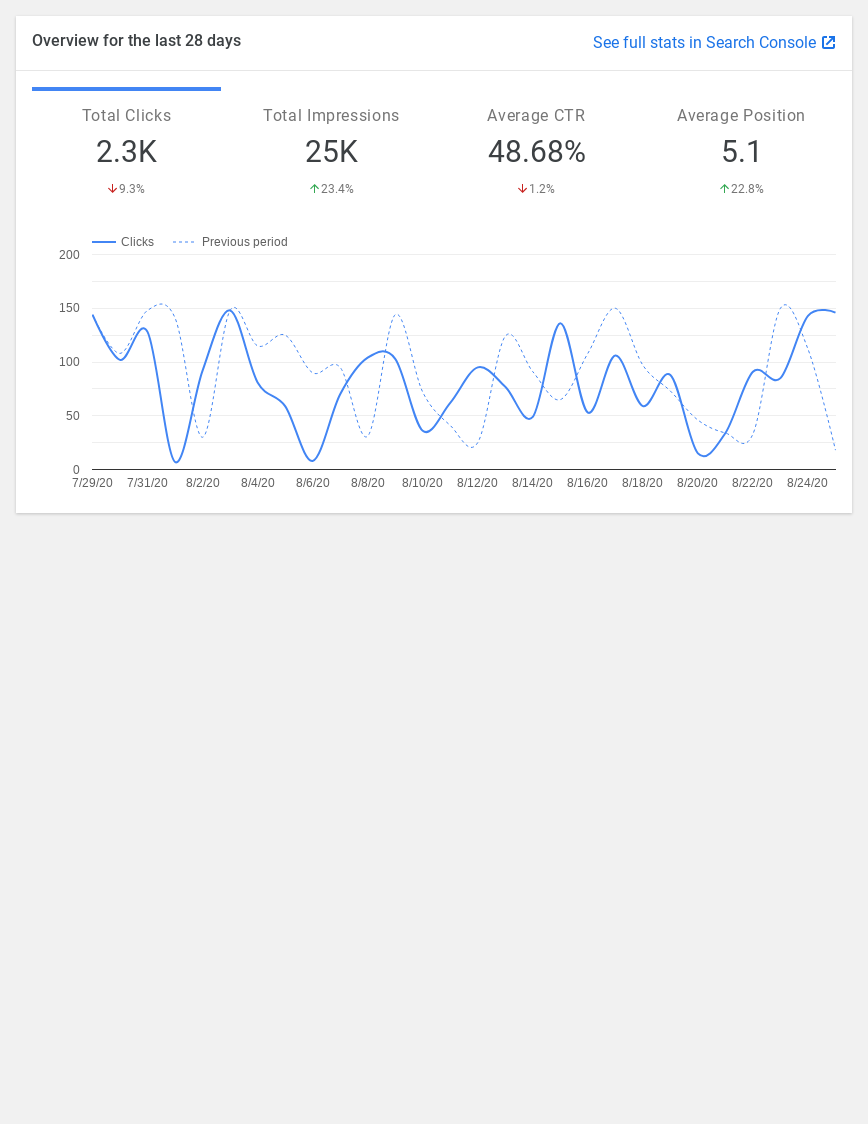 Overview for the last 28 days
See full stats in Search Console
Total Clicks
2.3K
9.3%
Total Impressions
25K
23.4%
Average CTR
48.68%
1.2%
Average Position
5.1
22.8%
Clicks
Previous period
200
150
100
50
0
7/29/20 7/31/20 8/2/20 8/4/20 8/6/20 8/8/20 8/10/20 8/12/20 8/14/20 8/16/20 8/18/20 8/20/20 8/22/20 8/24/20